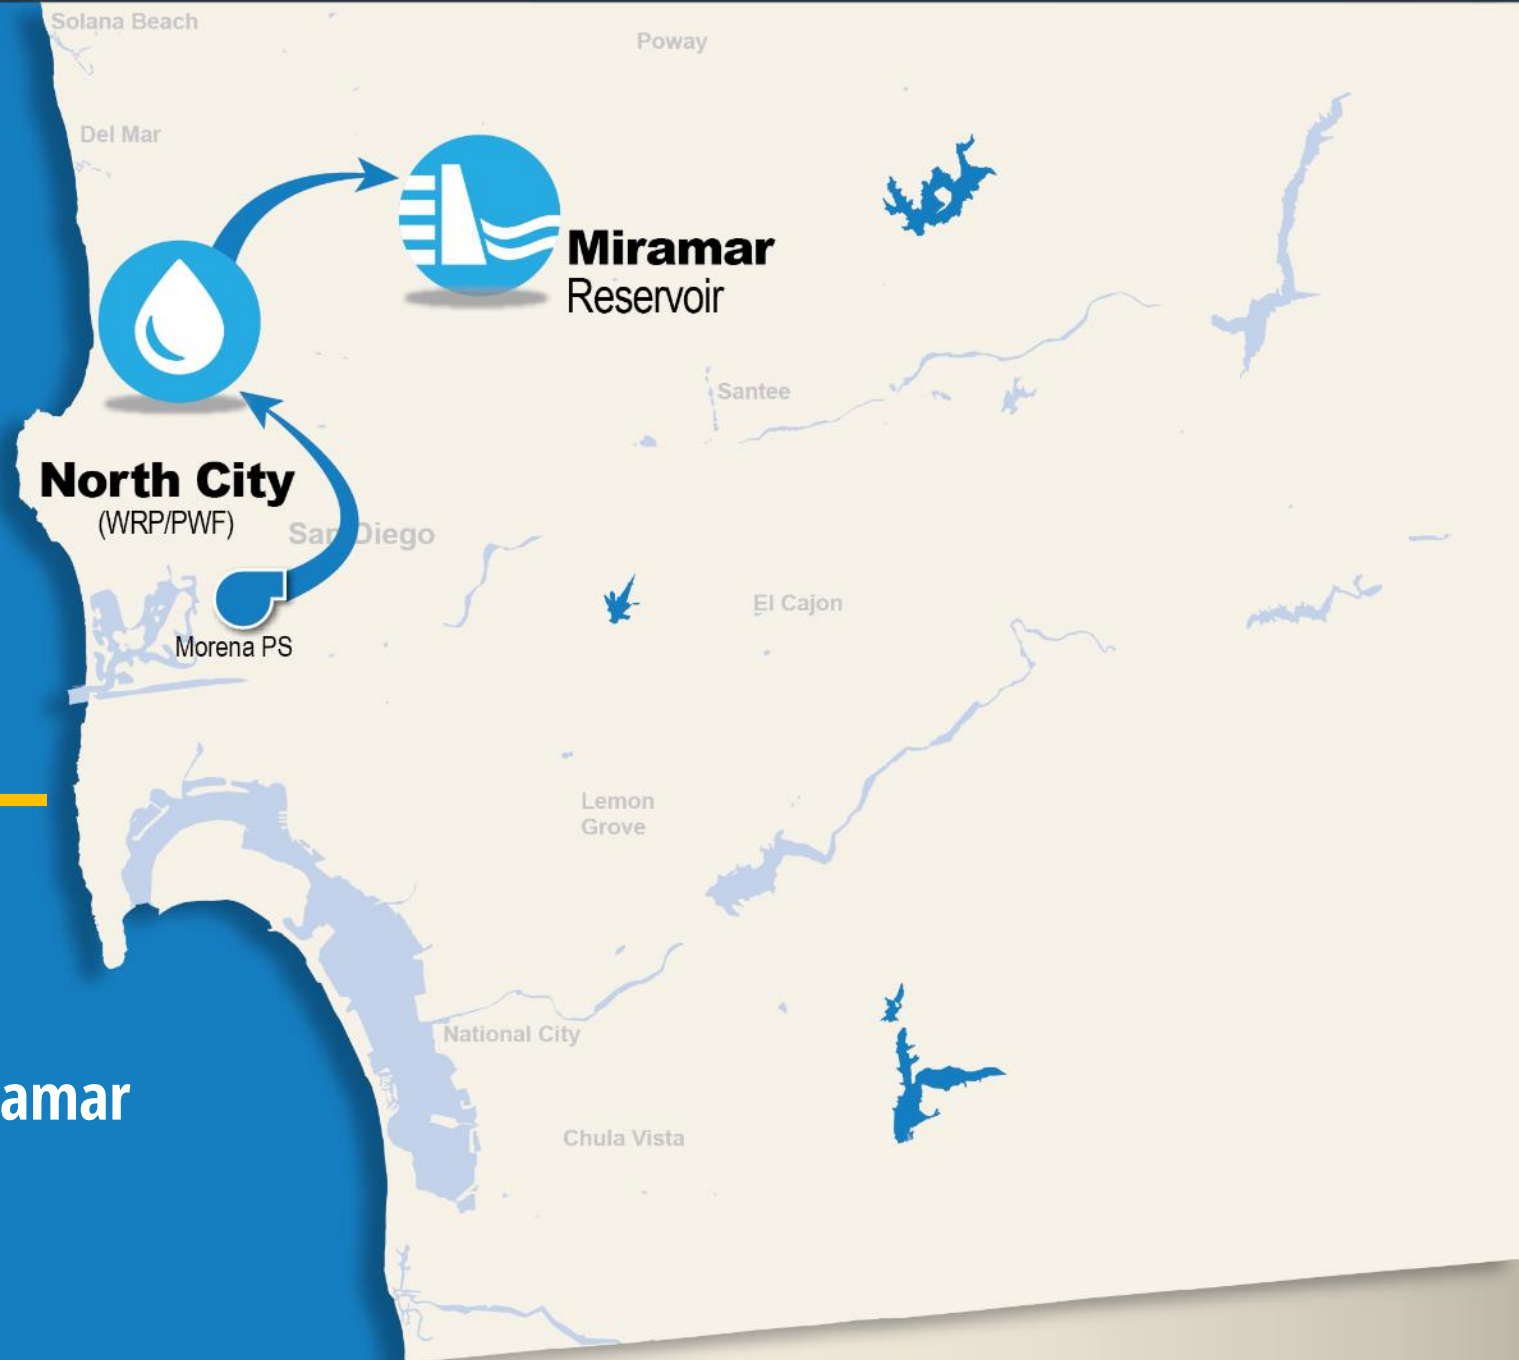 Solana Beach
Poway
Del Mar
Miramar
Reservoir
Santee
North City
(WRP/PWF)
San Diego
El Cajon
Morena PS
Lemon
Grove
National City
amar
Chula Vista